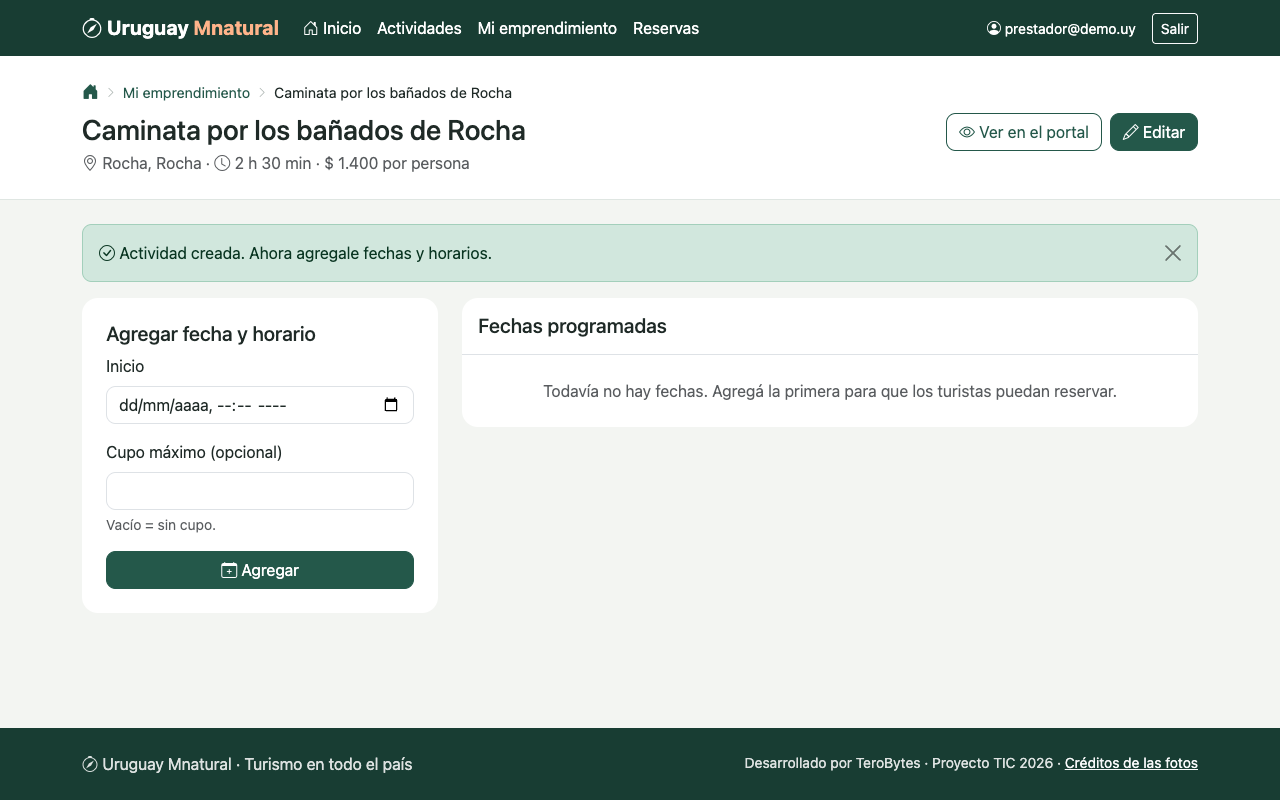 Uruguay Mnatural Inicio Actividades Mi emprendimiento Reservas prestador@demo.uy Salir
Mi emprendimiento Caminata por los bañados de Rocha
Caminata por los bañados de Rocha
Ver en el portal Editar
Rocha, Rocha · 2 h 30 min · $ 1.400 por persona
Actividad creada. Ahora agregale fechas y horarios.
Agregar fecha y horario
Inicio
dd/mm/aaaa, --:-- ----
Cupo máximo (opcional)
Vacío = sin cupo.
Agregar
Fechas programadas
Todavía no hay fechas. Agregá la primera para que los turistas puedan reservar.
Uruguay Mnatural · Turismo en todo el país
Desarrollado por TeroBytes · Proyecto TIC 2026 · Créditos de las fotos